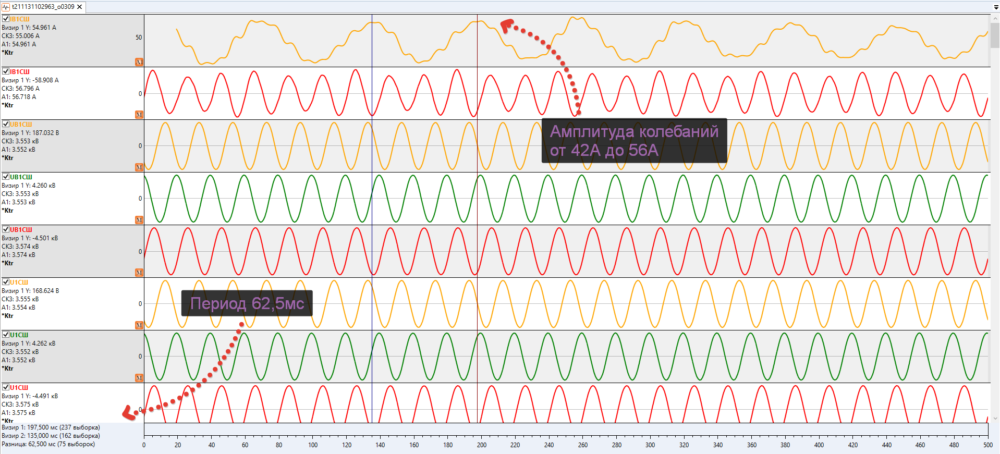 t211131102963_o0309
IB1СШ
Визир 1 Y: 54.961 А
СКЗ: 55.006 А
A1: 54.961 А
*Ktr
50
A1
IB1СШ
Визир 1 Y: -58.908 А
СКЗ: 56.796 А
A1: 56.718 А
*Ktr
0
M
UB1СШ
Визир 1 Y: 187.032 В
СКЗ: 3.553 кВ
A1: 3.552 кВ
*Ktr
0
M
Амплитуда колебаний
от 42А до 56А
UB1СШ
Визир 1 Y: 4.260 кВ
СКЗ: 3.553 кВ
A1: 3.553 кВ
*Ktr
0
M
UB1СШ
Визир 1 Y: -4.501 кВ
СКЗ: 3.574 кВ
A1: 3.574 кВ
*Ktr
0
M
U1СШ
Визир 1 Y: 168.624 В
СКЗ: 3.555 кВ
A1: 3.554 кВ
*Ktr
0
M
Период 62,5мс
U1СШ
Визир 1 Y: 4.262 кВ
СКЗ: 3.552 кВ
A1: 3.552 кВ
*Ktr
0
M
U1СШ
Визир 1 Y: -4.491 кВ
СКЗ: 3.575 кВ
A1: 3.575 кВ
*Ktr
0
Визир 1: 197,500 мс (237 выборка)
Визир 2: 135,000 мс (162 выборка)
Разница: 62,500 мс (75 выборок)
0 20 40 60 80 100 120 140 160 180 200 220 240 260 280 300 320 340 360 380 400 420 440 460 480 500